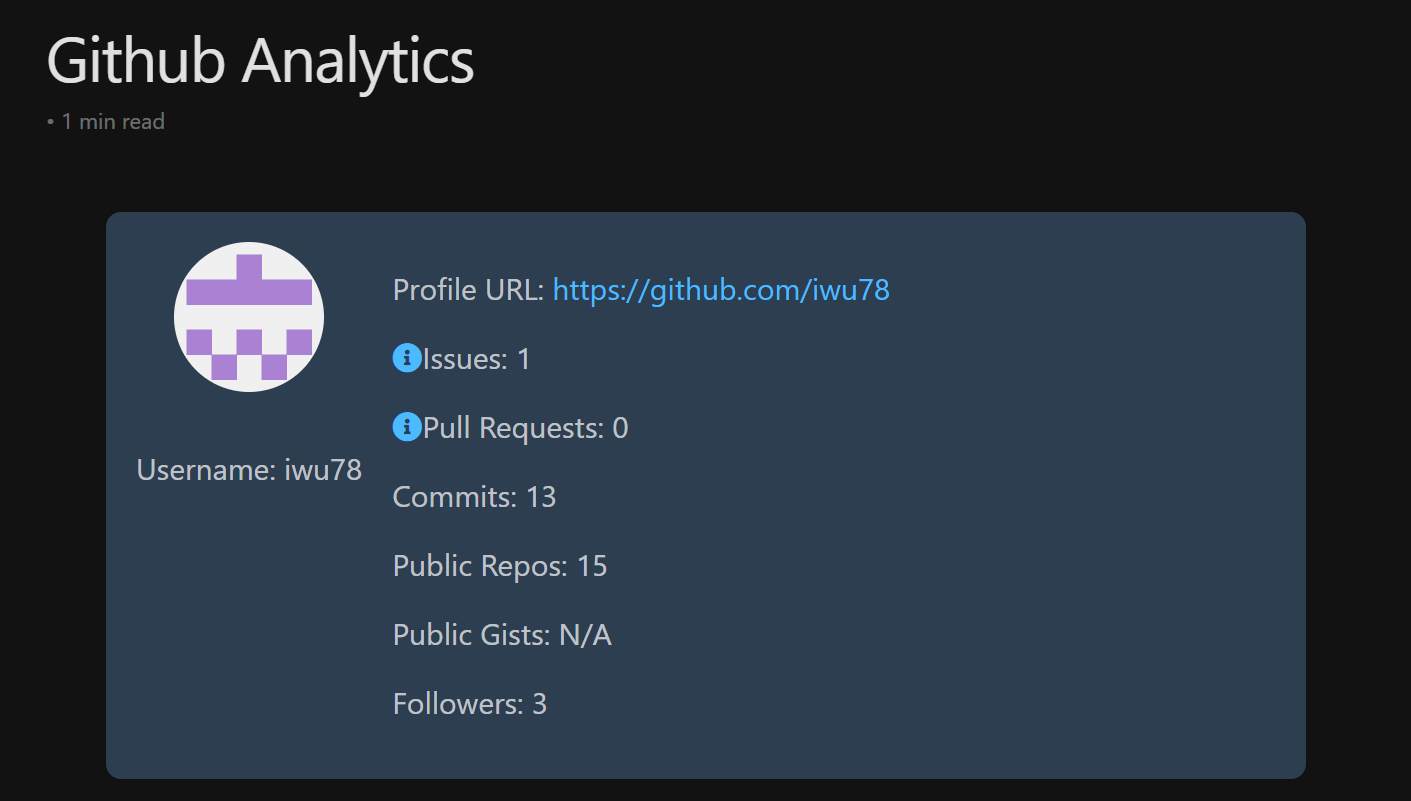 Github Analytics
• 1 min read
Username: iwu78
Profile URL: https://github.com/iwu78
Issues: 1
Pull Requests: 0
Commits: 13
Public Repos: 15
Public Gists: N/A
Followers: 3